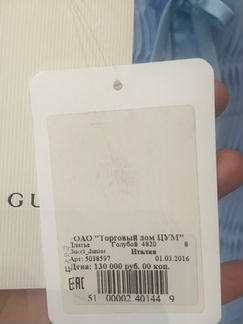 GU
ОАО "Торговый дом ЦУМ"
Платье Голубой 4820 8
Gucci_Junior Италия
Арт: 5038597 01.03.2016
Цена: 130 000 руб. 00 коп.
EAC
51 00002 40144 9